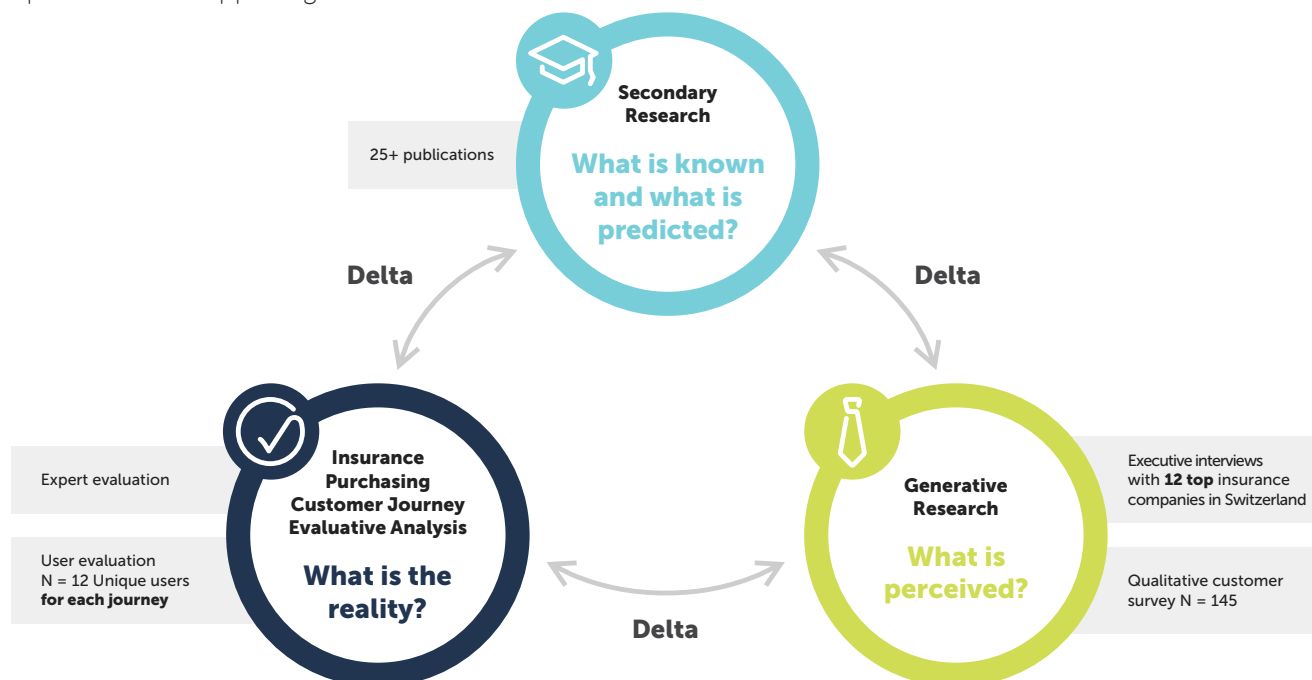 Secondary
Research
What is known
and what is
predicted?
25+ publications
Delta
Delta
Insurance
Purchasing
Customer Journey
Evaluative Analysis
What is the
reality?
Expert evaluation
User evaluation
N = 12 Unique users
for each journey
Delta
Generative
Research
What is
perceived?
Executive interviews
with 12 top insurance
companies in Switzerland
Qualitative customer
survey N = 145